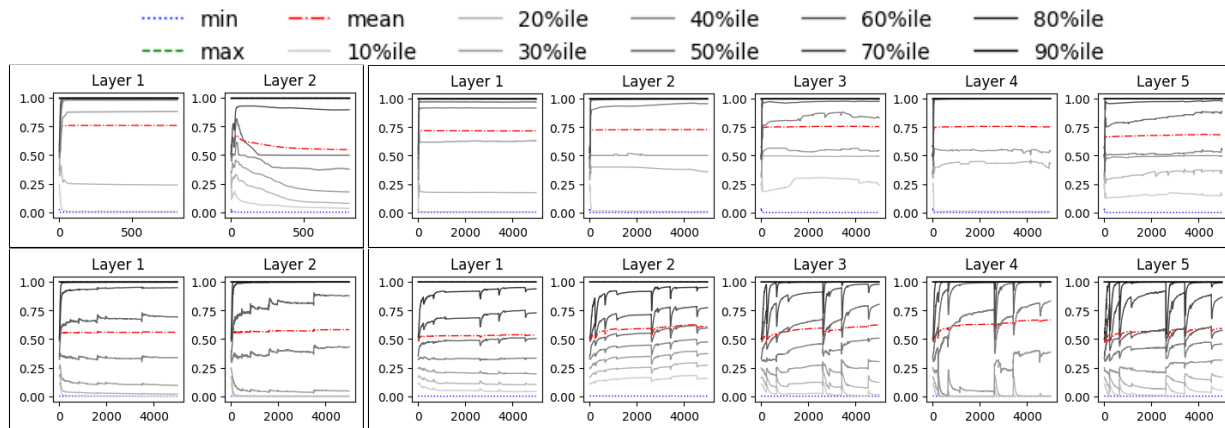 min mean 20%ile 40%ile 60%ile 80%ile
max 10%ile 30%ile 50%ile 70%ile 90%ile
Layer 1 Layer 2 Layer 1 Layer 2 Layer 3 Layer 4 Layer 5
1.00
0.75
0.50
0.25
0.00
0 500 0 500 0 2000 4000 0 2000 4000 0 2000 4000 0 2000 4000 0 2000 4000
Layer 1 Layer 2 Layer 1 Layer 2 Layer 3 Layer 4 Layer 5
1.00
0.75
0.50
0.25
0.00
0 2000 4000 0 2000 4000 0 2000 4000 0 2000 4000 0 2000 4000 0 2000 4000 0 2000 4000